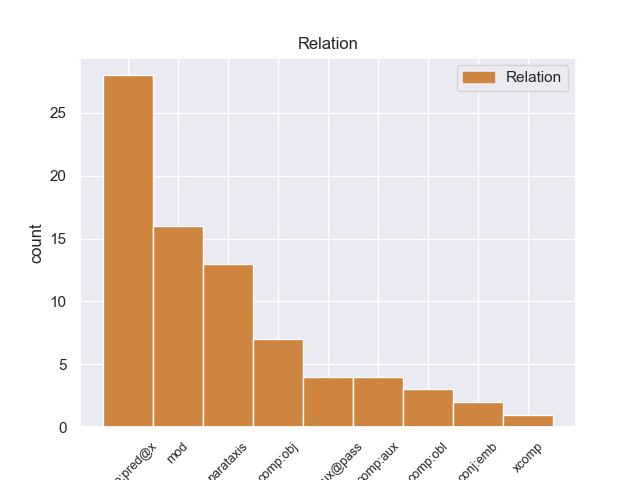 Relation
Relation
count
25
20
15
10
5
0
mod
parataxis
comp:obj
comp:aux
comp:obl
conj:emb
xcomp